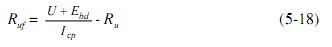 R_uf = (U + E_bd) / I_cp - R_u (5-18)